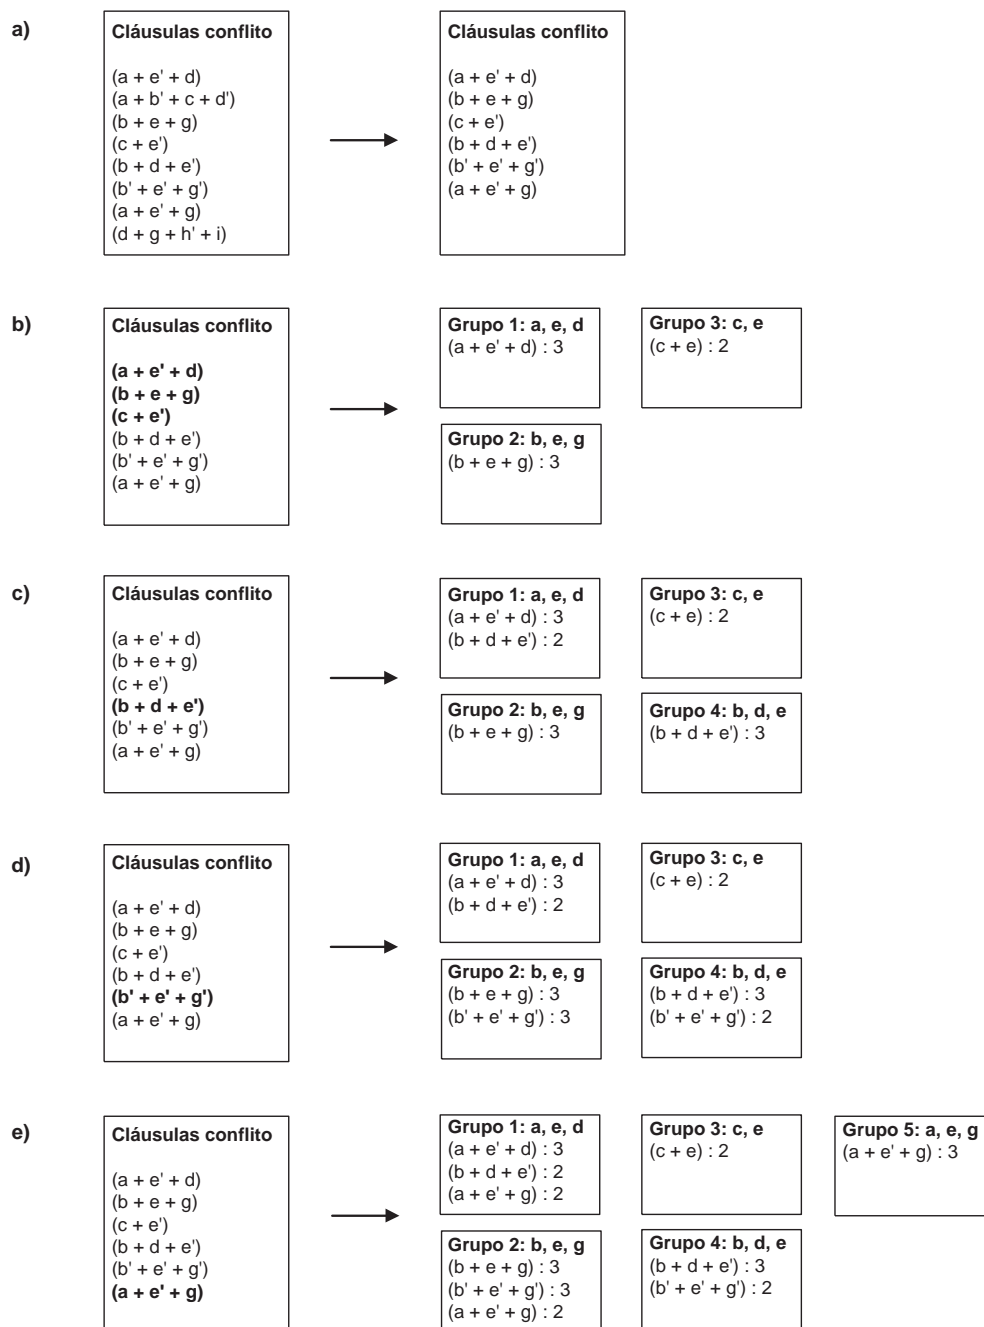 a)
Cláusulas conflito
(a + e' + d)
(a + b' + c + d')
(b + e + g)
(c + e')
(b + d + e')
(b' + e' + g')
(a + e' + g)
(d + g + h' + i)
Cláusulas conflito
(a + e' + d)
(b + e + g)
(c + e')
(b + d + e')
(b' + e' + g')
(a + e' + g)
b)
Cláusulas conflito
(a + e' + d)
(b + e + g)
(c + e')
(b + d + e')
(b' + e' + g')
(a + e' + g)
Grupo 1: a, e, d
(a + e' + d) : 3
Grupo 3: c, e
(c + e) : 2
Grupo 2: b, e, g
(b + e + g) : 3
c)
Cláusulas conflito
(a + e' + d)
(b + e + g)
(c + e')
(b + d + e')
(b' + e' + g')
(a + e' + g)
Grupo 1: a, e, d
(a + e' + d) : 3
(b + d + e') : 2
Grupo 3: c, e
(c + e) : 2
Grupo 2: b, e, g
(b + e + g) : 3
Grupo 4: b, d, e
(b + d + e') : 3
d)
Cláusulas conflito
(a + e' + d)
(b + e + g)
(c + e')
(b + d + e')
(b' + e' + g')
(a + e' + g)
Grupo 1: a, e, d
(a + e' + d) : 3
(b + d + e') : 2
Grupo 3: c, e
(c + e) : 2
Grupo 2: b, e, g
(b + e + g) : 3
(b' + e' + g') : 3
Grupo 4: b, d, e
(b + d + e') : 3
(b' + e' + g') : 2
e)
Cláusulas conflito
(a + e' + d)
(b + e + g)
(c + e')
(b + d + e')
(b' + e' + g')
(a + e' + g)
Grupo 1: a, e, d
(a + e' + d) : 3
(b + d + e') : 2
(a + e' + g) : 2
Grupo 3: c, e
(c + e) : 2
Grupo 5: a, e, g
(a + e' + g) : 3
Grupo 2: b, e, g
(b + e + g) : 3
(b' + e' + g') : 3
(a + e' + g) : 2
Grupo 4: b, d, e
(b + d + e') : 3
(b' + e' + g') : 2